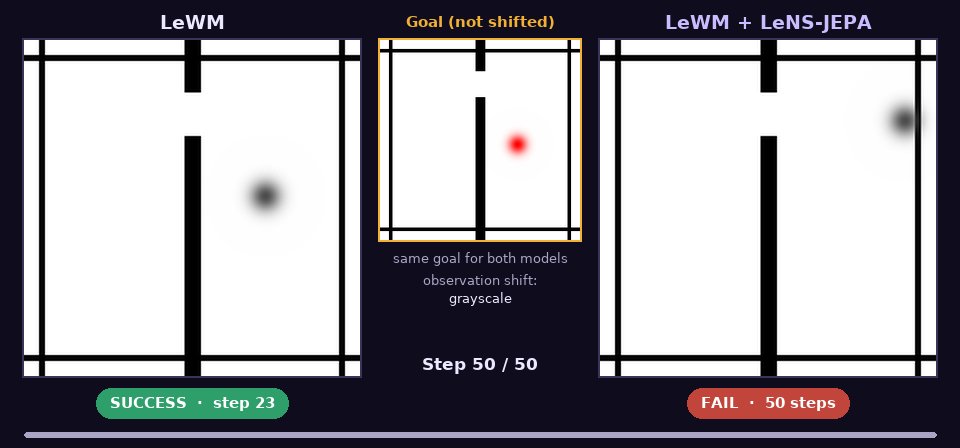 LeWM
Goal (not shifted)
LeWM + LeNS-JEPA
same goal for both models
observation shift:
grayscale
Step 50 / 50
SUCCESS · step 23
FAIL · 50 steps